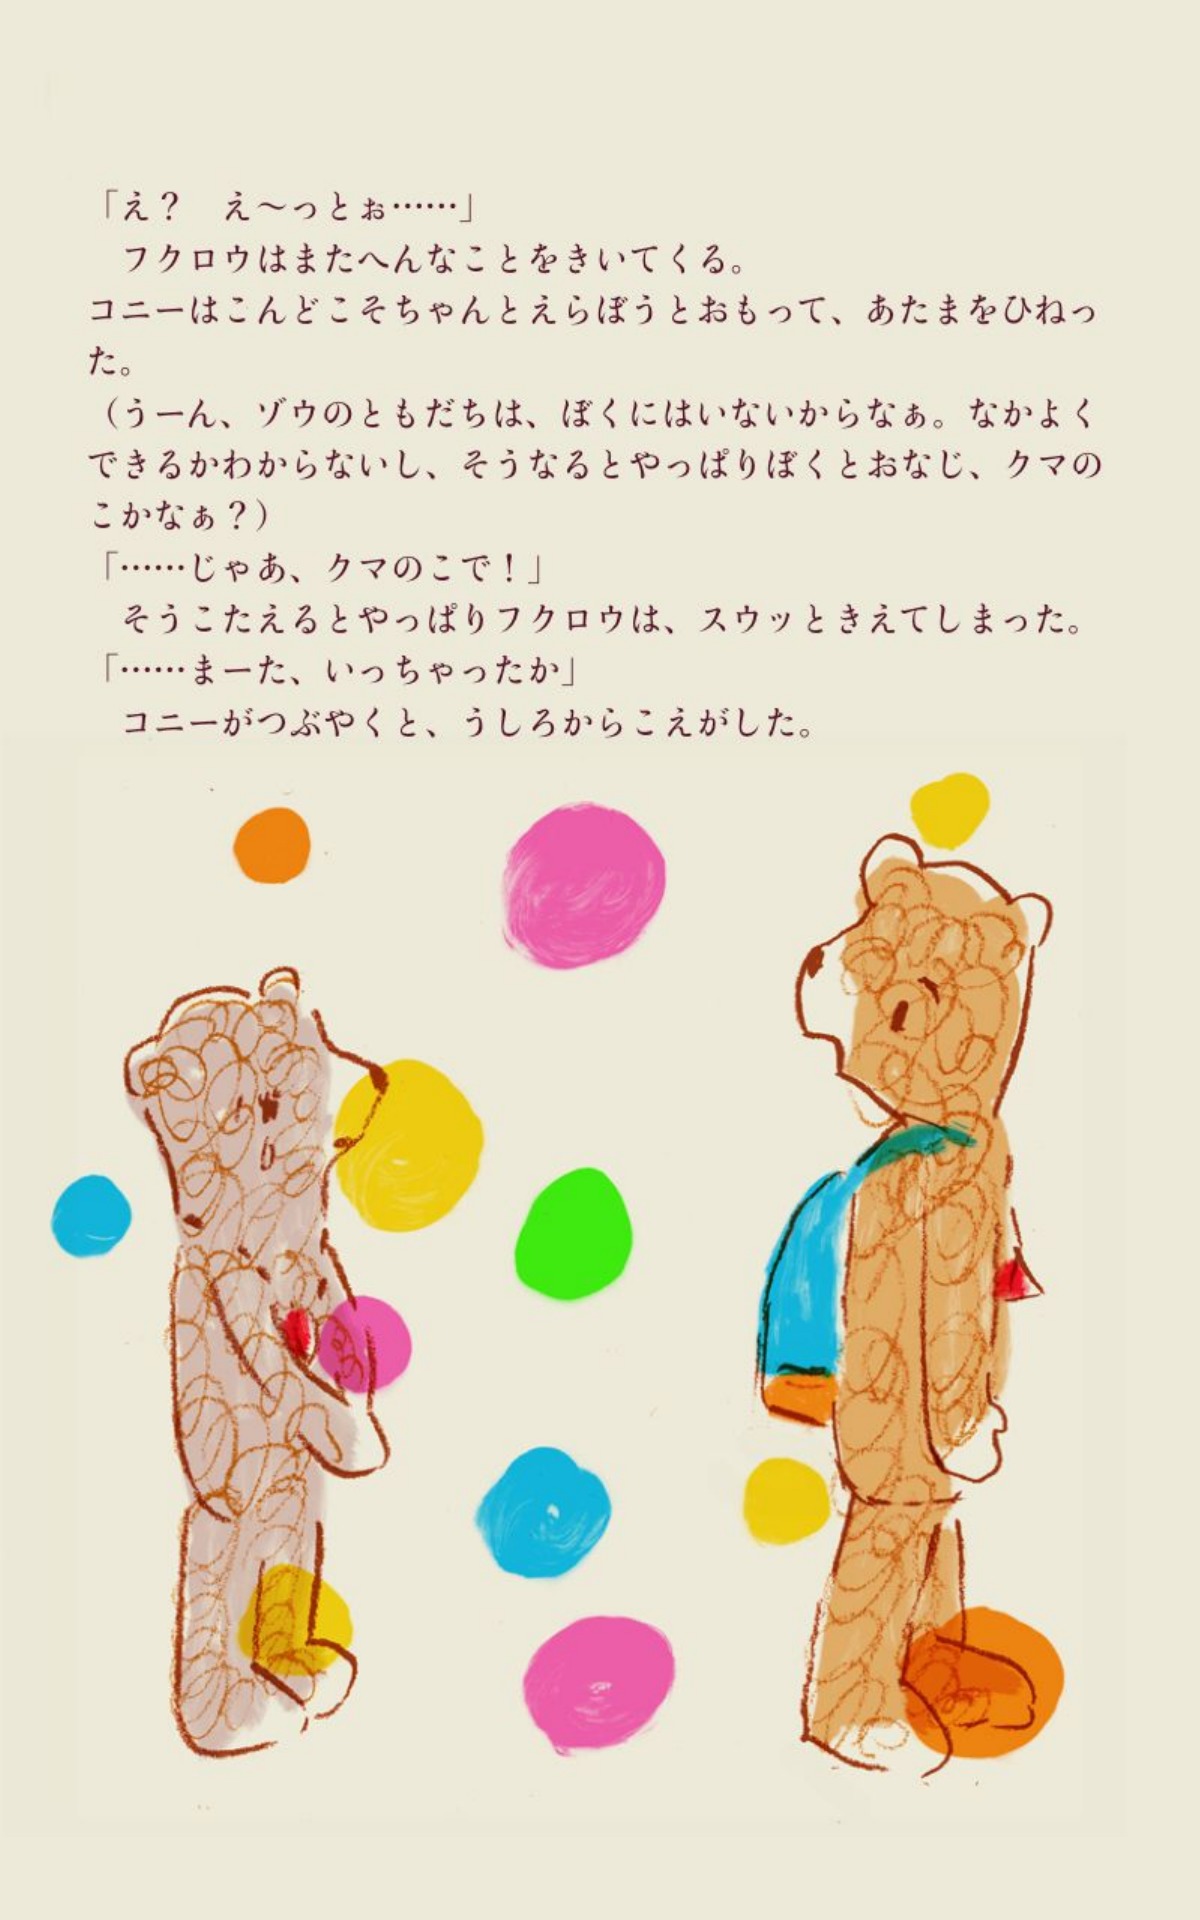 「え？　え〜っとぉ……」
　フクロウはまたへんなことをきいてくる。
コニーはこんどこそちゃんとえらぼうとおもって、あたまをひねっ
た。
（うーん、ゾウのともだちは、ぼくにはいないからなぁ。なかよく
できるかわからないし、そうなるとやっぱりぼくとおなじ、クマの
こかなぁ？）
「……じゃあ、クマのこで！」
　そうこたえるとやっぱりフクロウは、スウッときえてしまった。
「……まーた、いっちゃったか」
　コニーがつぶやくと、うしろからこえがした。